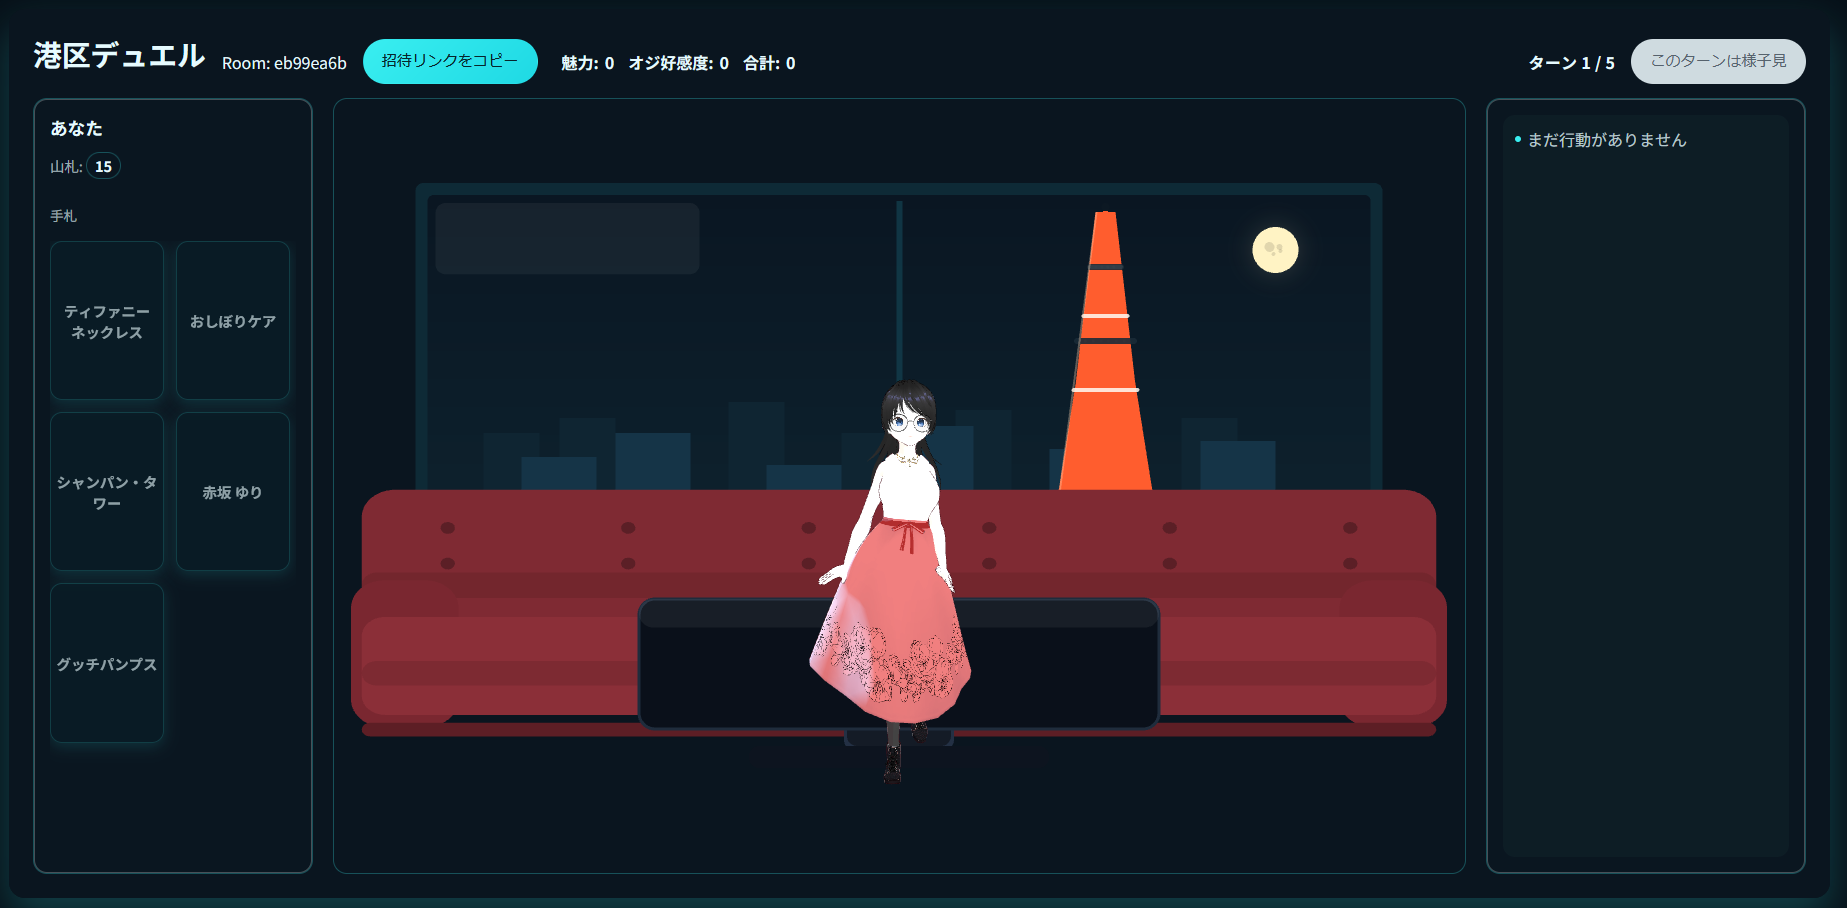 港区デュエル Room: eb99ea6b 招待リンクをコピー 魅力: 0 オジ好感度: 0 合計: 0 ターン 1 / 5 このターンは様子見
あなた
山札: 15
手札
ティファニー
ネックレス
おしぼりケア
シャンパン・タ
ワー
赤坂 ゆり
グッチパンプス
まだ行動がありません